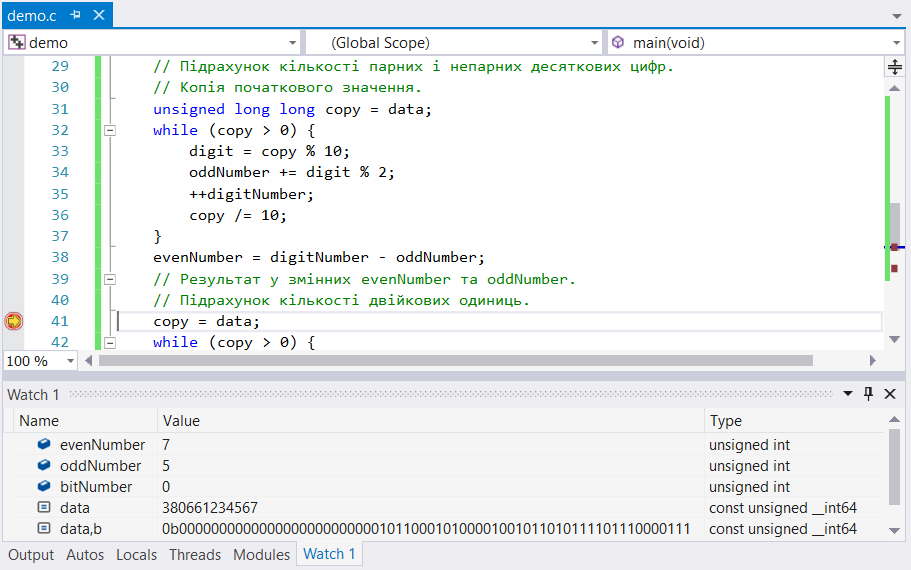 demo.c
demo (Global Scope) main(void)
29 // Підрахунок кількості парних і непарних десяткових цифр.
30 // Копія початкового значення.
31 unsigned long long copy = data;
32 while (copy > 0) {
33 digit = copy % 10;
34 oddNumber += digit % 2;
35 ++digitNumber;
36 copy /= 10;
37 }
38 evenNumber = digitNumber - oddNumber;
39 // Результат у змінних evenNumber та oddNumber.
40 // Підрахунок кількості двійкових одиниць.
41 copy = data;
42 while (copy > 0) {
100 %
Watch 1
Name Value Type
evenNumber 7 unsigned int
oddNumber 5 unsigned int
bitNumber 0 unsigned int
data 380661234567 const unsigned __int64
data,b 0b0000000000000000000000000101100010100001001011010111101110000111 const unsigned __int64
Output Autos Locals Threads Modules Watch 1